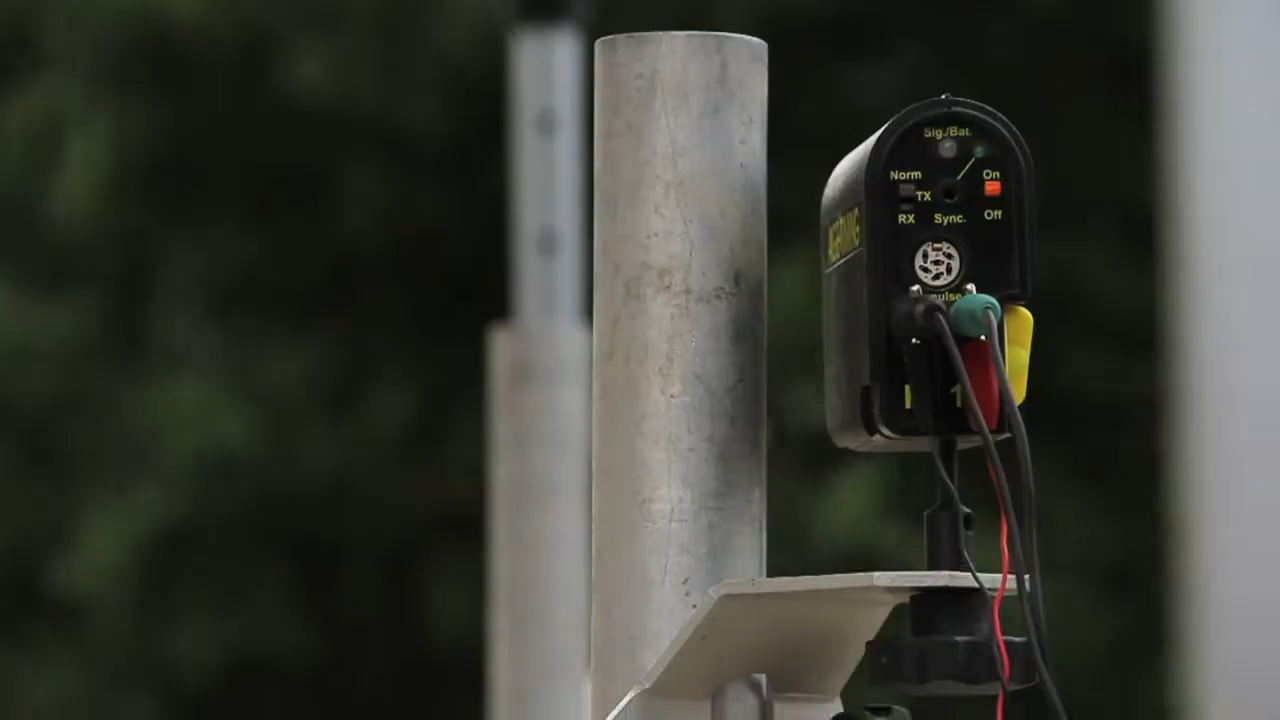 Sig./Bat.
Norm
On
TX
RX
Sync.
Off